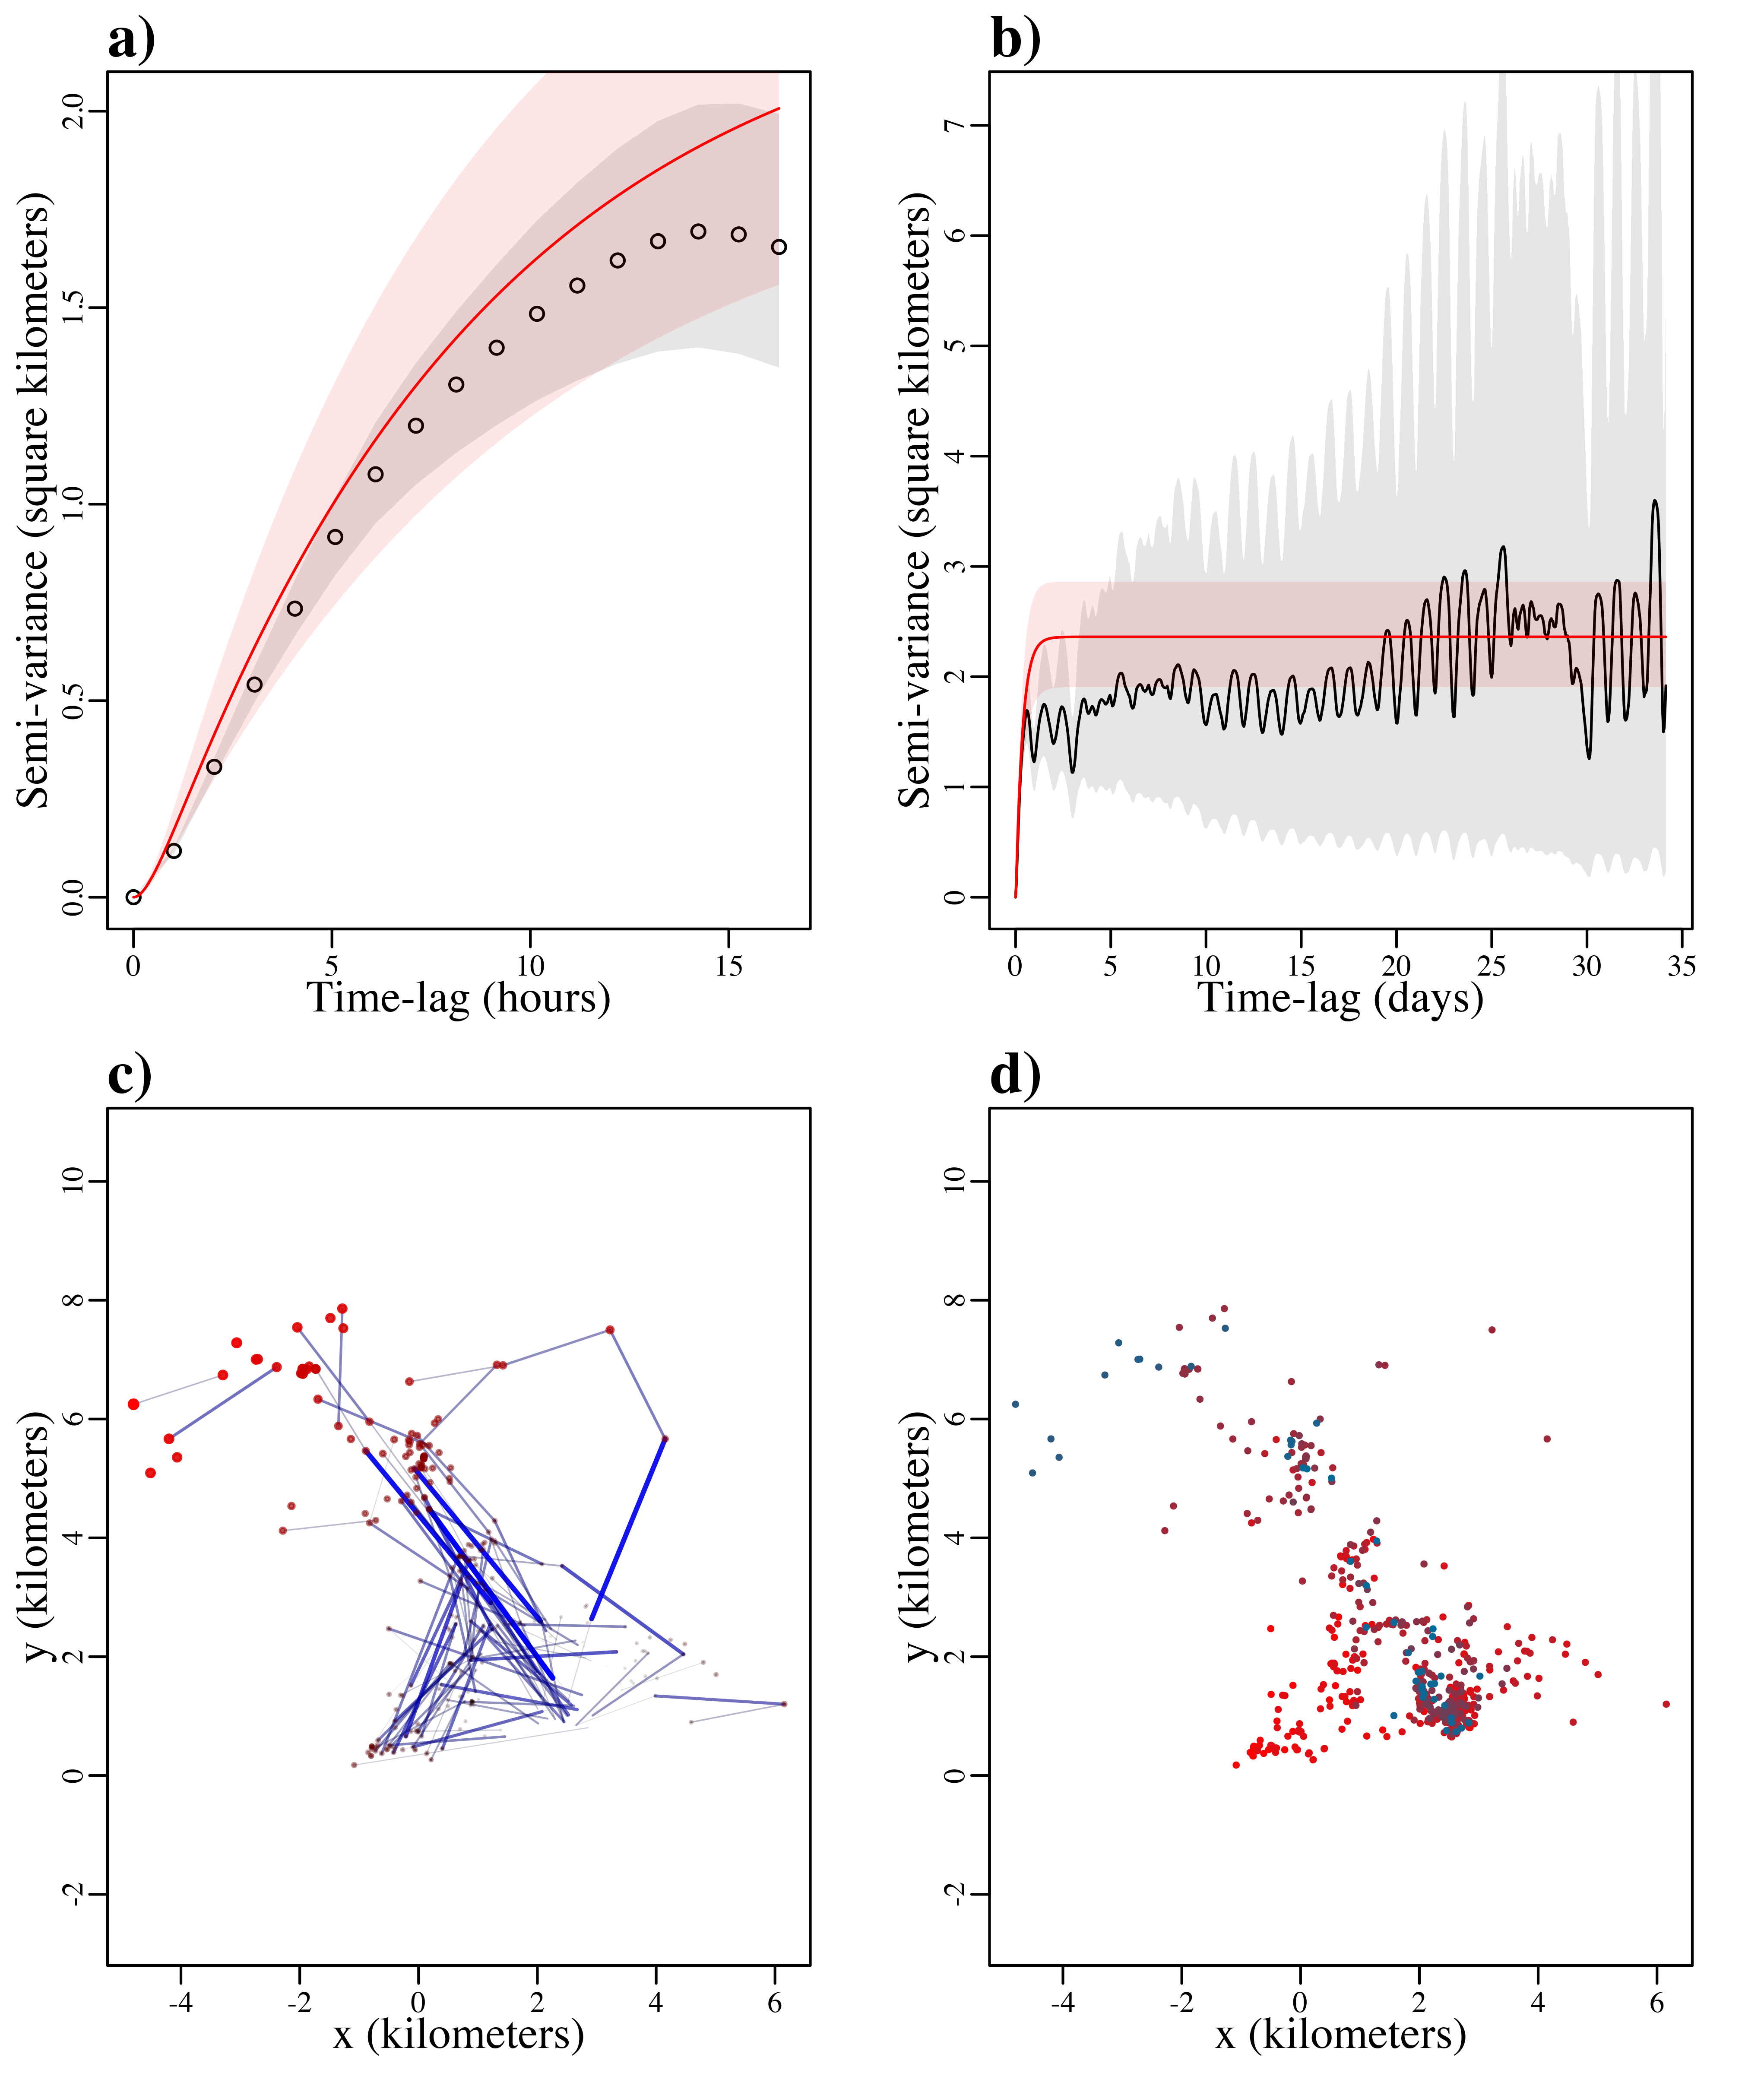 a)
Semi-variance (square kilometers)
0.0 0.5 1.0 1.5 2.0
0 5 10 15
Time-lag (hours)
b)
Semi-variance (square kilometers)
0 1 2 3 4 5 6 7
0 5 10 15 20 25 30 35
Time-lag (days)
c)
y (kilometers)
-2 0 2 4 6 8 10
-4 -2 0 2 4 6
x (kilometers)
d)
y (kilometers)
-2 0 2 4 6 8 10
-4 -2 0 2 4 6
x (kilometers)